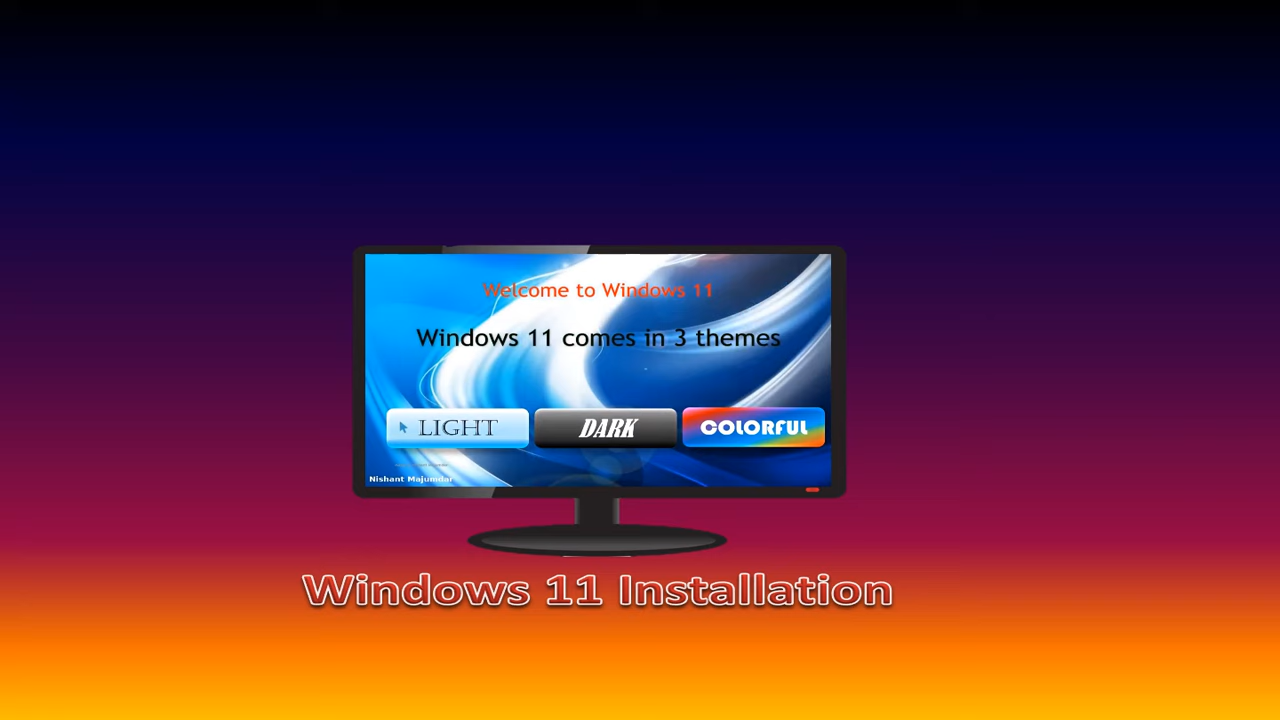 Welcome to Windows 11
Windows 11 comes in 3 themes
LIGHT
DARK
COLORFUL
Nishant Majumdar
Windows 11 Installation